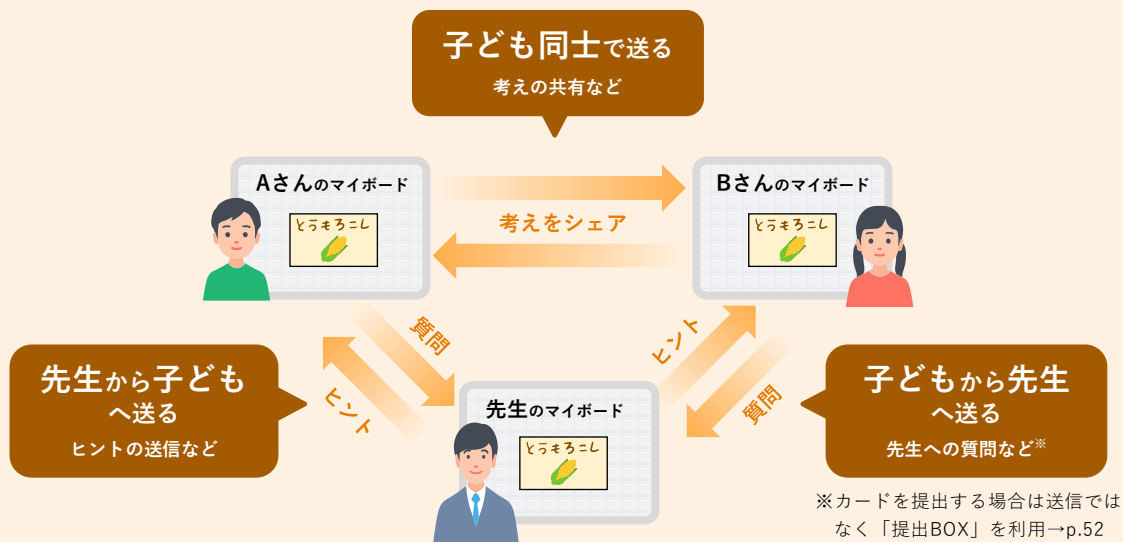 子ども同士で送る
考えの共有など
Aさんのマイボード
とうもろこし
考えをシェア
Bさんのマイボード
とうもろこし
質問
ヒント
ヒント
質問
先生から子ども
へ送る
ヒントの送信など
先生のマイボード
とうもろこし
子どもから先生
へ送る
先生への質問など※
※カードを提出する場合は送信では
なく「提出BOX」を利用→p.52